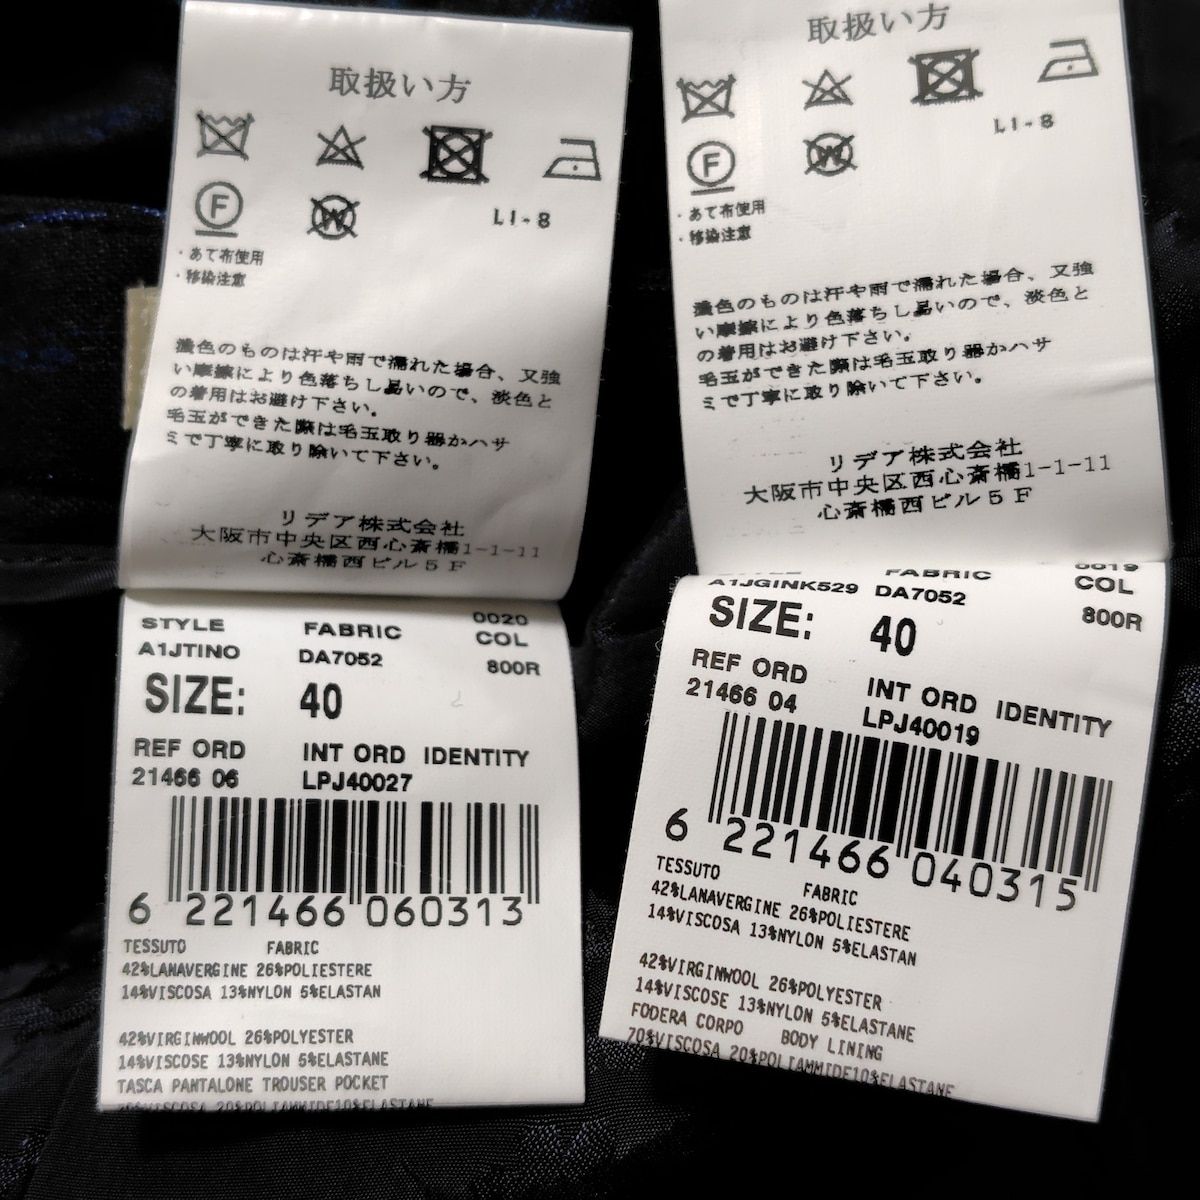 取扱い方
F
W
LI-8
・あて布使用
・移染注意
濃色のものは汗や雨で濡れた場合、又強
い摩擦により色落ちし易いので、淡色と
の着用はお避け下さい。
毛玉ができた際は毛玉取り器かハサ
ミで丁寧に取り除いて下さい。
リデア株式会社
大阪市中央区西心斎橋1-1-11
心斎橋西ビル5F
0020
STYLE FABRIC COL
A1JTINO DA7052 800R
SIZE: 40
REF ORD INT ORD IDENTITY
21466 06 LPJ40027
6 221466 060313
TESSUTO FABRIC
42%LANAVERGINE 26%POLIESTERE
14%VISCOSA 13%NYLON 5%ELASTAN
42%VIRGINWOOL 26%POLYESTER
14%VISCOSE 13%NYLON 5%ELASTANE
TASCA PANTALONE TROUSER POCKET
取扱い方
LI-8
F
W
・あて布使用
・移染注意
濃色のものは汗や雨で濡れた場合、又強
い摩擦により色落ちし易いので、淡色と
の着用はお避け下さい。
毛玉ができた際は毛玉取り器かハサ
ミで丁寧に取り除いて下さい。
リデア株式会社
大阪市中央区西心斎橋1-1-11
心斎橋西ビル5F
0019
STYLE FABRIC COL
A1JGINK529 DA7052 800R
SIZE: 40
REF ORD INT ORD IDENTITY
21466 04 LPJ40019
6 221466 040315
TESSUTO FABRIC
42%LANAVERGINE 26%POLIESTERE
14%VISCOSA 13%NYLON 5%ELASTAN
42%VIRGINWOOL 26%POLYESTER
14%VISCOSE 13%NYLON 5%ELASTANE
FODERA CORPO BODY LINING
70%VISCOSA 20%POLIAMMIDE10%ELASTANE